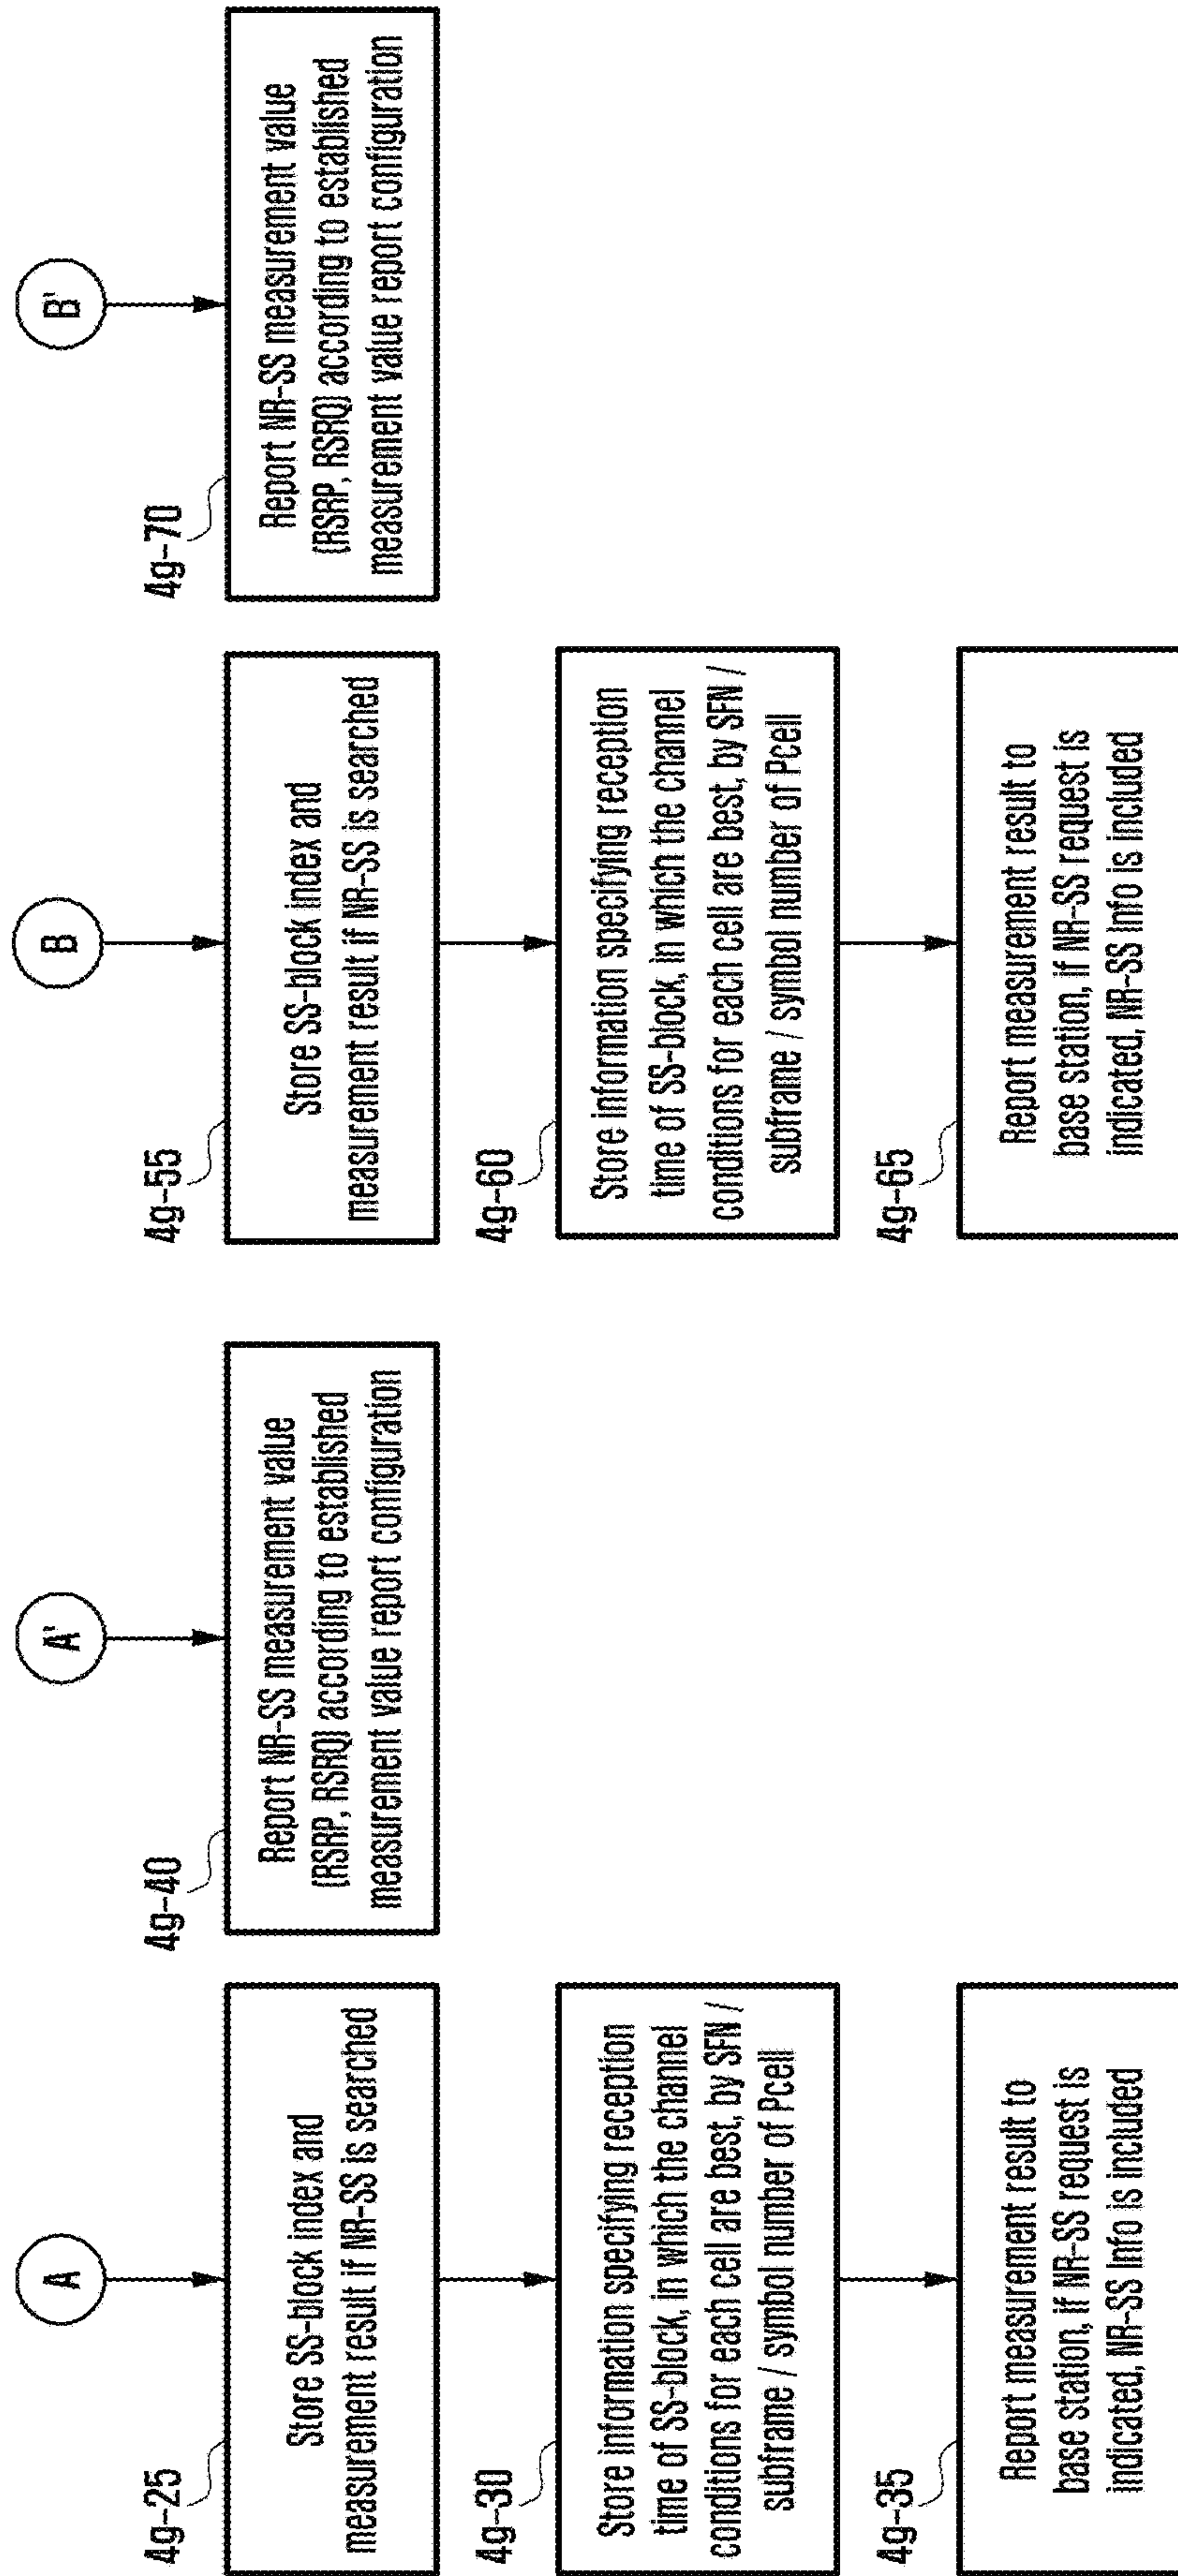 A
4g-25
Store SS-block index and
measurement result if NR-SS is searched
4g-30
Store information specifying reception
time of SS-block, in which the channel
conditions for each cell are best, by SFN /
subframe / symbol number of Pcell
4g-35
Report measurement result to
base station, if NR-SS request is
indicated, NR-SS Info is included
A'
4g-40
Report NR-SS measurement value
(RSRP, RSRQ) according to established
measurement value report configuration
B
4g-55
Store SS-block index and
measurement result if NR-SS is searched
4g-60
Store information specifying reception
time of SS-block, in which the channel
conditions for each cell are best, by SFN /
subframe / symbol number of Pcell
4g-65
Report measurement result to
base station, if NR-SS request is
indicated, NR-SS Info is included
B'
4g-70
Report NR-SS measurement value
(RSRP, RSRQ) according to established
measurement value report configuration